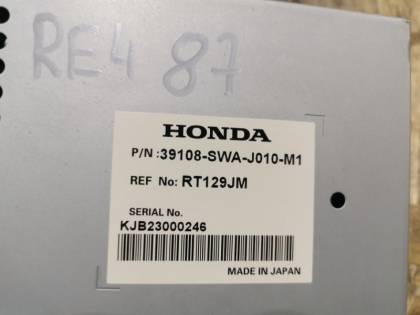 RE4 87
HONDA
P/N : 39108-SWA-J010-M1
REF No: RT129JM
SERIAL No.
KJB23000246
MADE IN JAPAN